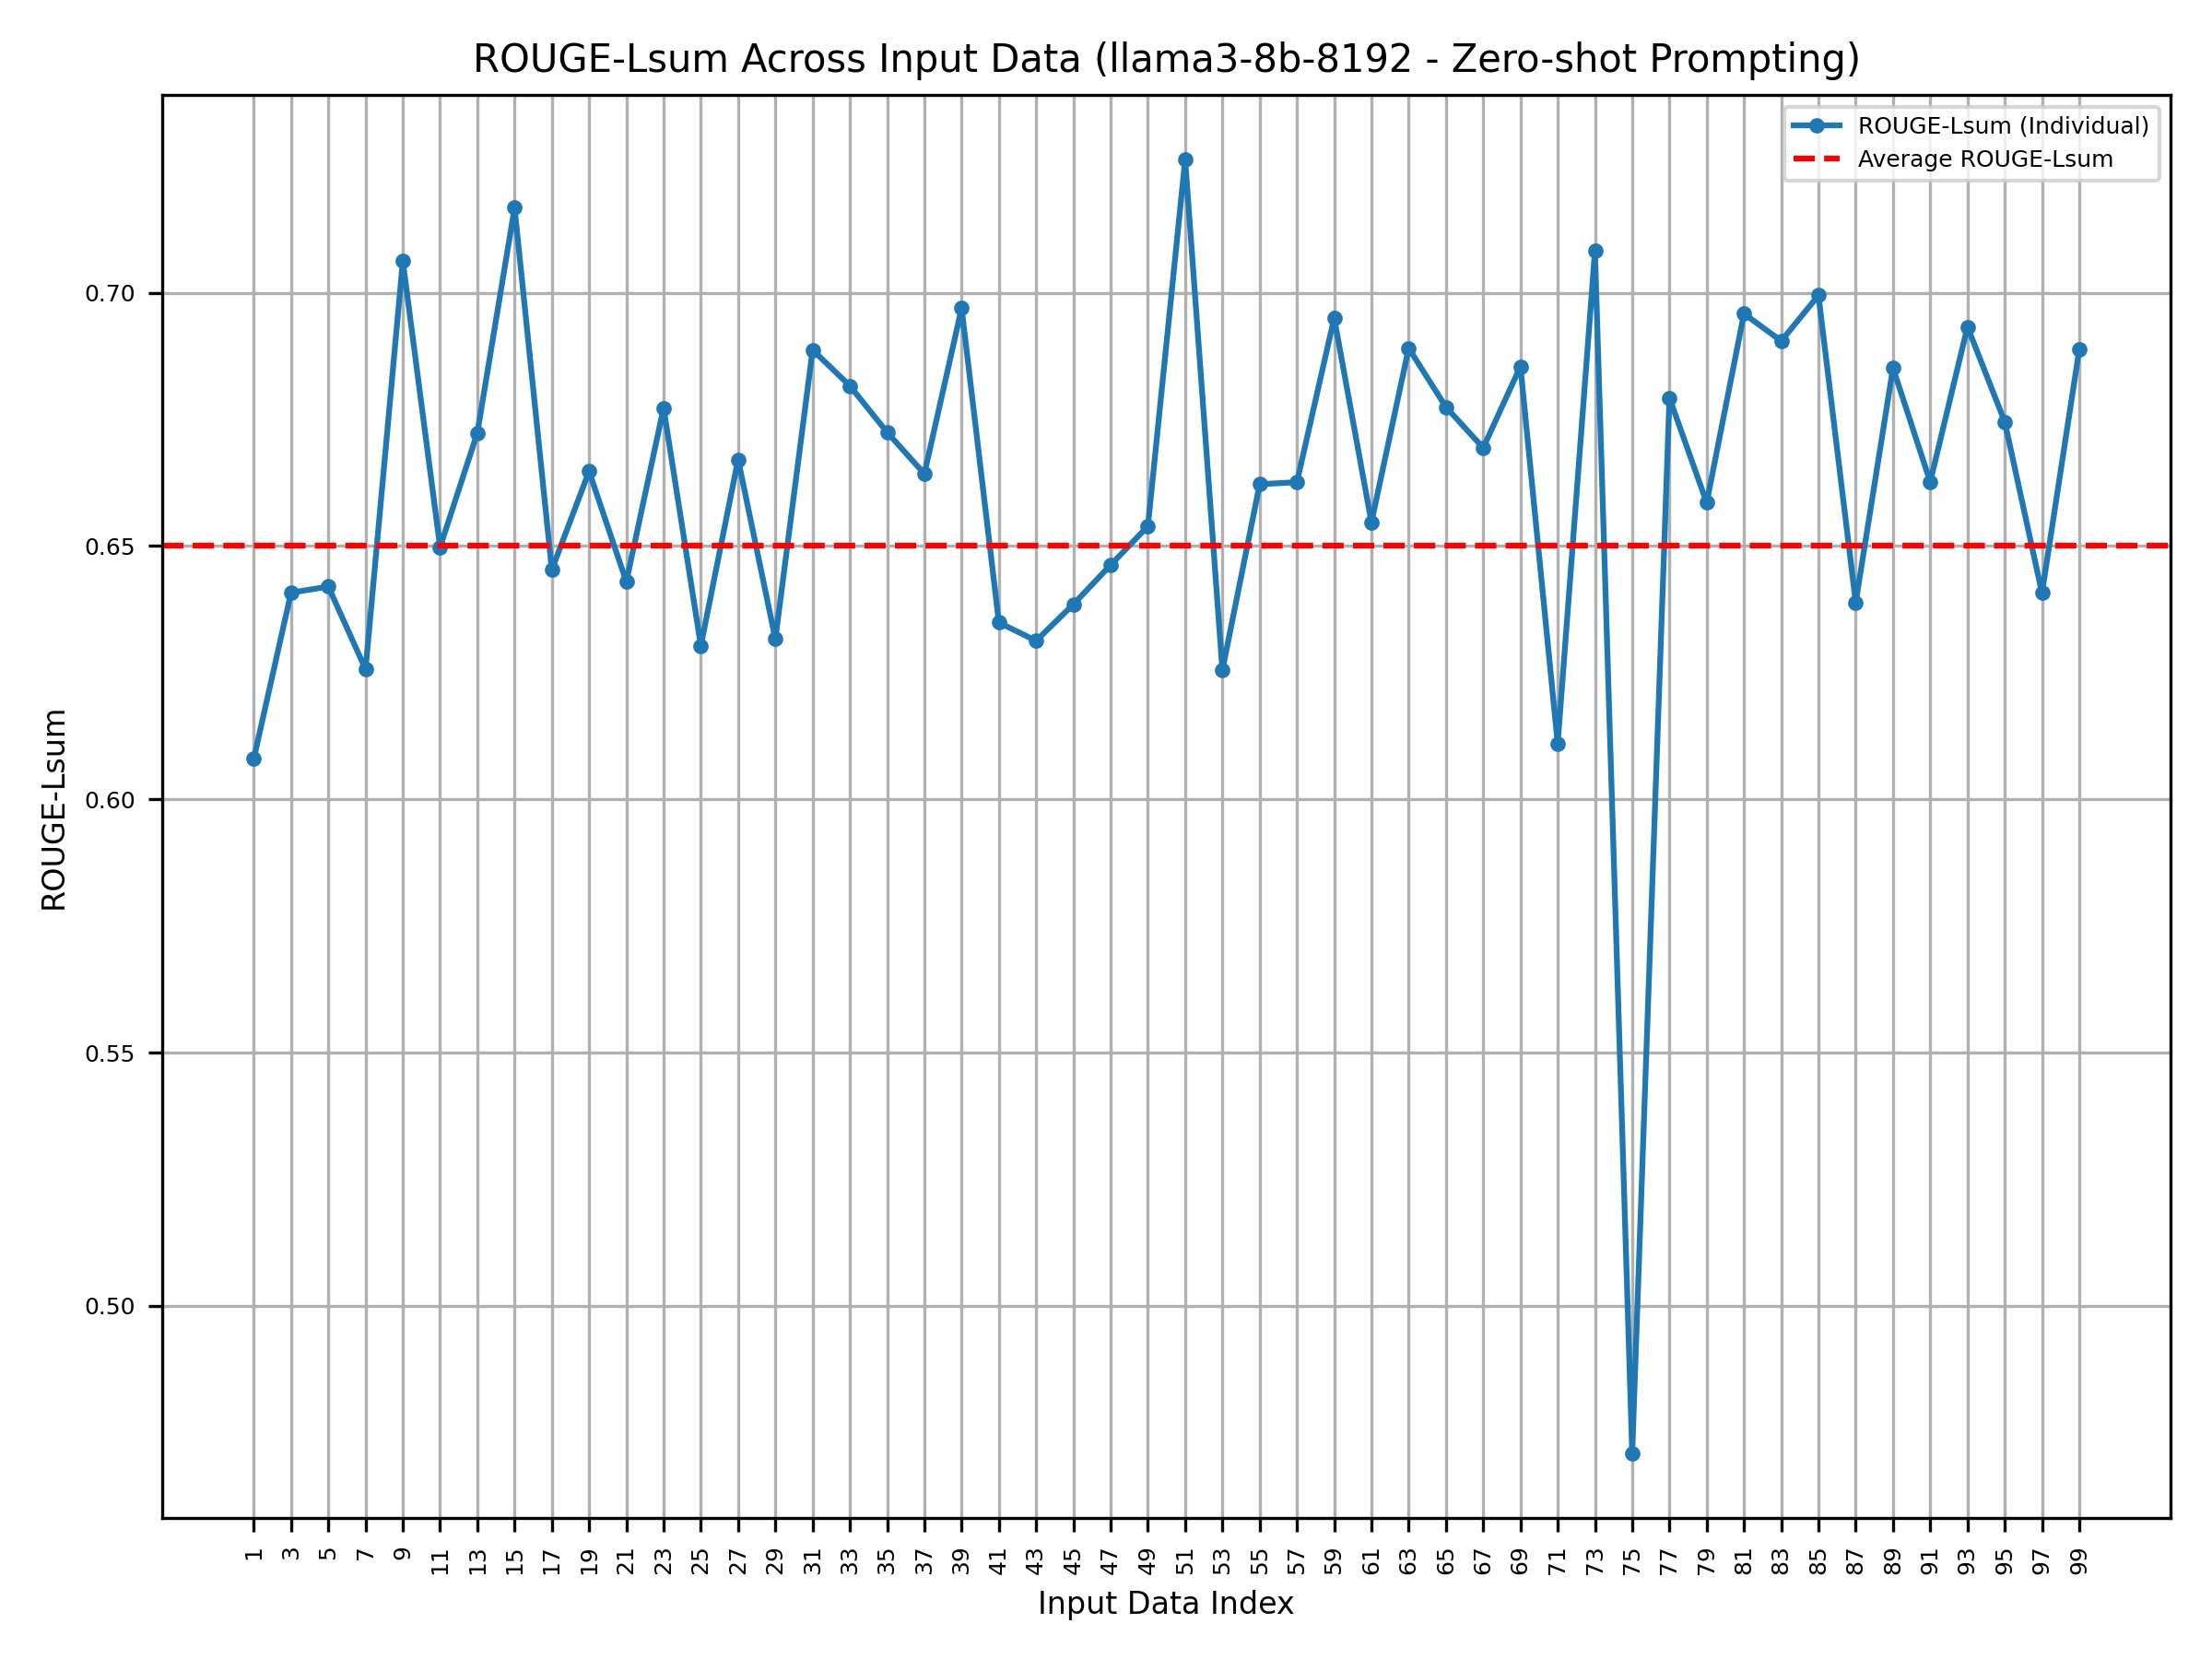 ROUGE-Lsum Across Input Data (llama3-8b-8192 - Zero-shot Prompting)
ROUGE-Lsum (Individual)
Average ROUGE-Lsum
ROUGE-Lsum
0.70
0.65
0.60
0.55
0.50
1 3 5 7 9 11 13 15 17 19 21 23 25 27 29 31 33 35 37 39 41 43 45 47 49 51 53 55 57 59 61 63 65 67 69 71 73 75 77 79 81 83 85 87 89 91 93 95 97 99
Input Data Index